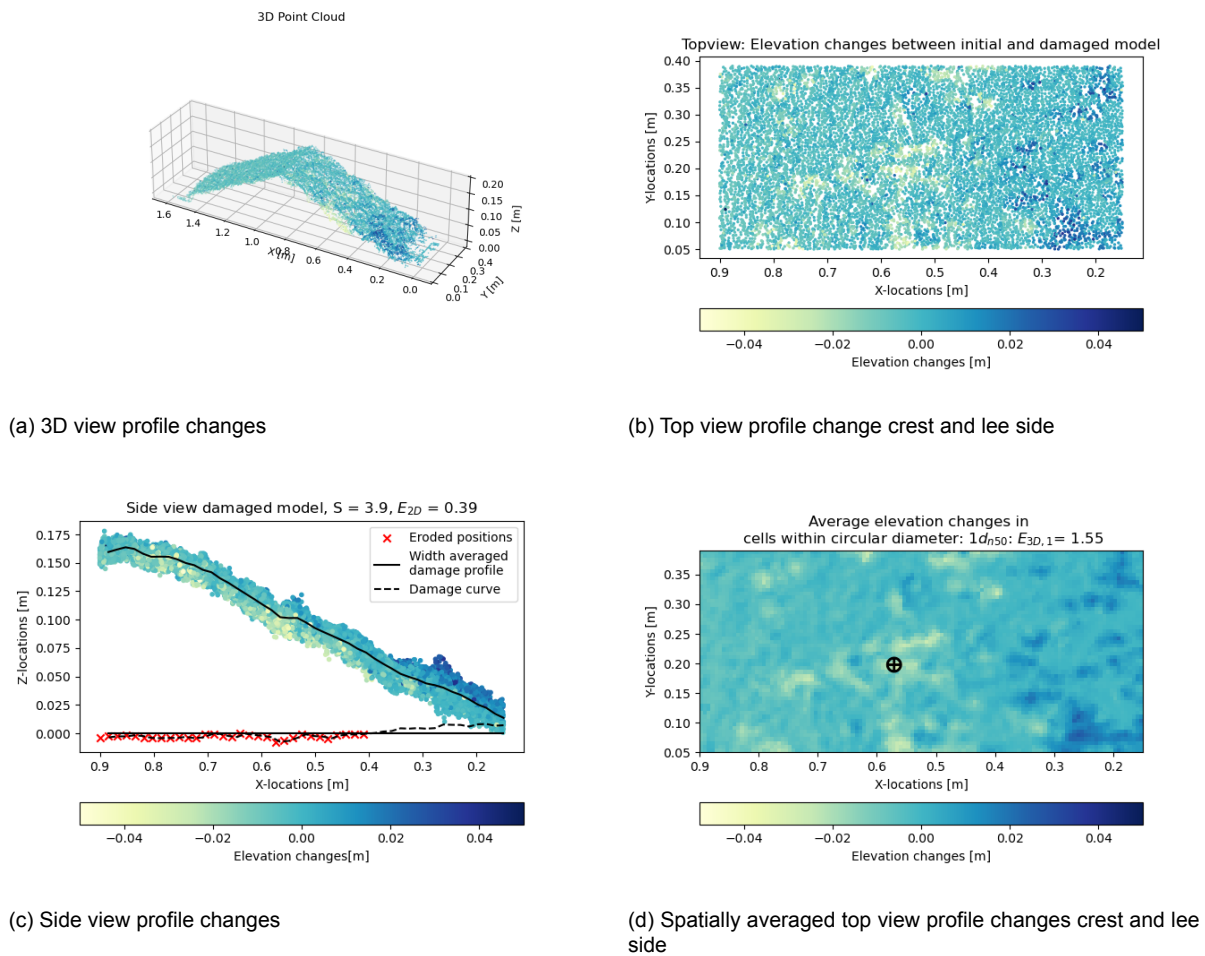 3D Point Cloud
0.20
0.15
0.10
0.05
0.00
Z [m]
1.6
1.4
1.2
1.0
0.8
0.6
0.4
0.2
0.0
X [m]
0.4
0.3
0.2
0.1
0.0
Y [m]
(a) 3D view profile changes
Topview: Elevation changes between initial and damaged model
0.40
0.35
0.30
0.25
0.20
0.15
0.10
0.05
Y-locations [m]
0.9 0.8 0.7 0.6 0.5 0.4 0.3 0.2
X-locations [m]
−0.04 −0.02 0.00 0.02 0.04
Elevation changes [m]
(b) Top view profile change crest and lee side
Side view damaged model, S = 3.9, E2D = 0.39
0.175
0.150
0.125
0.100
0.075
0.050
0.025
0.000
Z-locations [m]
Eroded positions
Width averaged
damage profile
Damage curve
0.9 0.8 0.7 0.6 0.5 0.4 0.3 0.2
X-locations [m]
−0.04 −0.02 0.00 0.02 0.04
Elevation changes[m]
(c) Side view profile changes
Average elevation changes in
cells within circular diameter: 1dn50: E3D,1= 1.55
0.35
0.30
0.25
0.20
0.15
0.10
0.05
Y-locations [m]
0.9 0.8 0.7 0.6 0.5 0.4 0.3 0.2
X-locations [m]
−0.04 −0.02 0.00 0.02 0.04
Elevation changes [m]
(d) Spatially averaged top view profile changes crest and lee
side